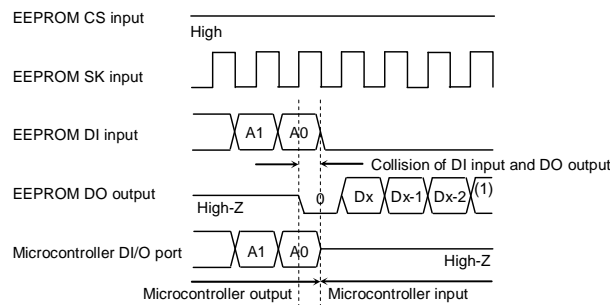 EEPROM CS input
High
EEPROM SK input
EEPROM DI input
A1 A0
Collision of DI input and DO output
EEPROM DO output
High-Z
0 Dx Dx-1 Dx-2 (1)
Microcontroller DI/O port
A1 A0
High-Z
Microcontroller output Microcontroller input